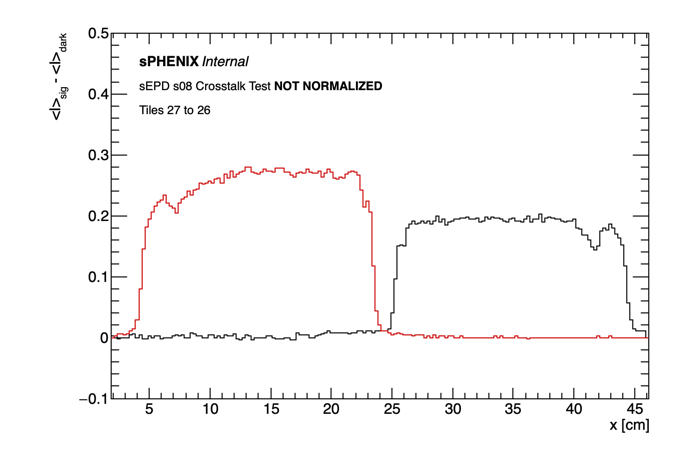 0.5
<I>sig - <I>dark
sPHENIX Internal
sEPD s08 Crosstalk Test NOT NORMALIZED
0.4
Tiles 27 to 26
0.3
0.2
0.1
0
−0.1
5 10 15 20 25 30 35 40 45
x [cm]